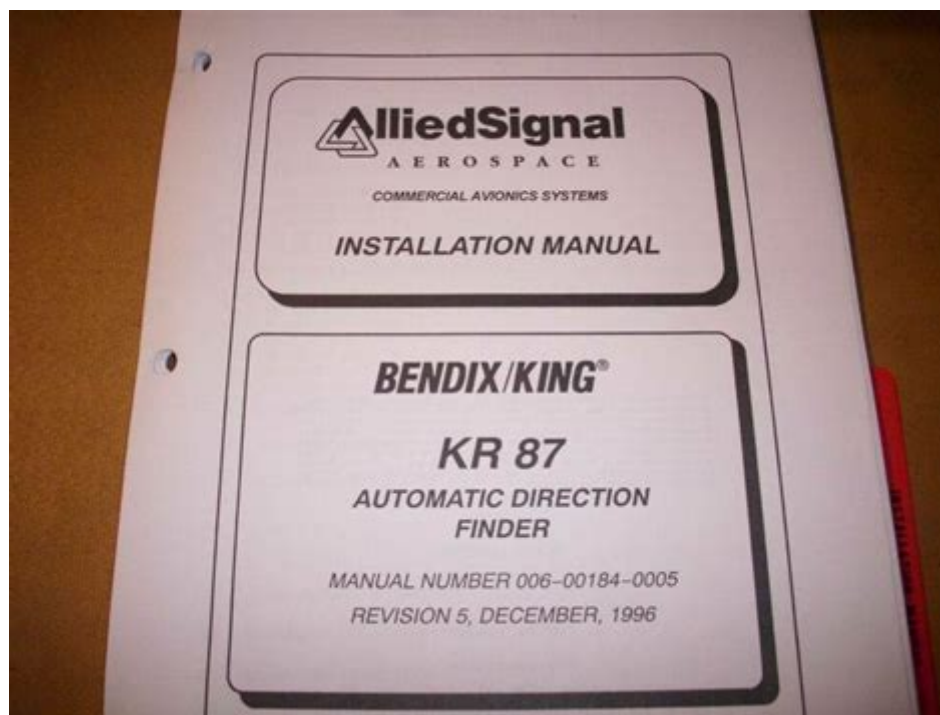 AlliedSignal
AEROSPACE
COMMERCIAL AVIONICS SYSTEMS
INSTALLATION MANUAL
BENDIX/KING®
KR 87
AUTOMATIC DIRECTION
FINDER
MANUAL NUMBER 006-00184-0005
REVISION 5, DECEMBER, 1996